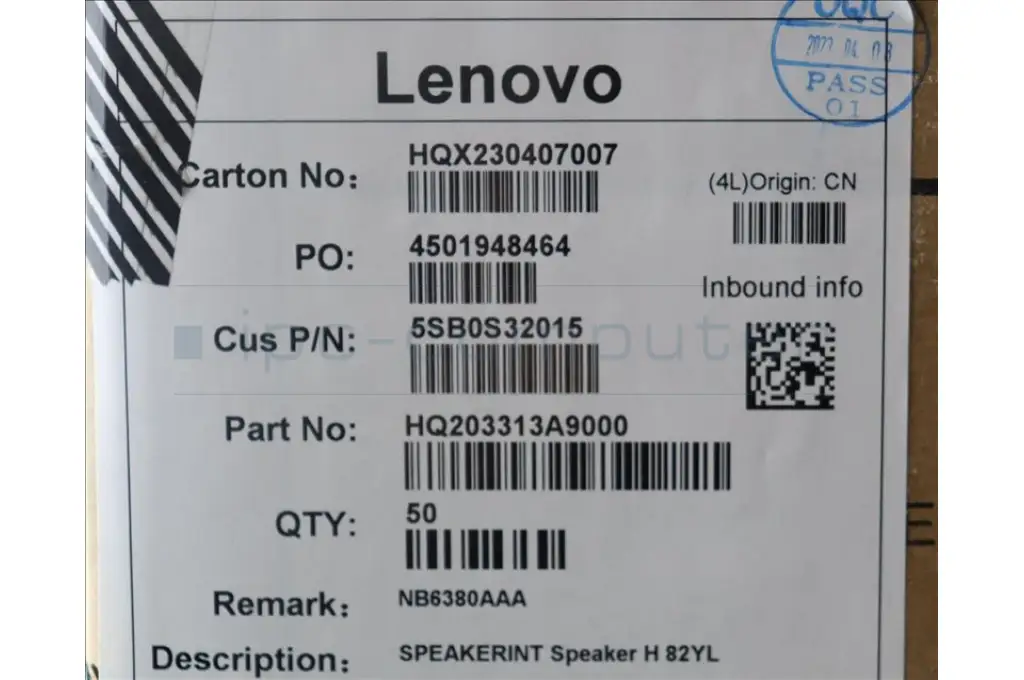 OQC
PASS
01
Lenovo
Carton No: HQX230407007
(4L)Origin: CN
PO: 4501948464
Inbound info
Cus P/N: 5SB0S32015
Part No: HQ203313A9000
QTY: 50
Remark: NB6380AAA
Description: SPEAKERINT Speaker H 82YL